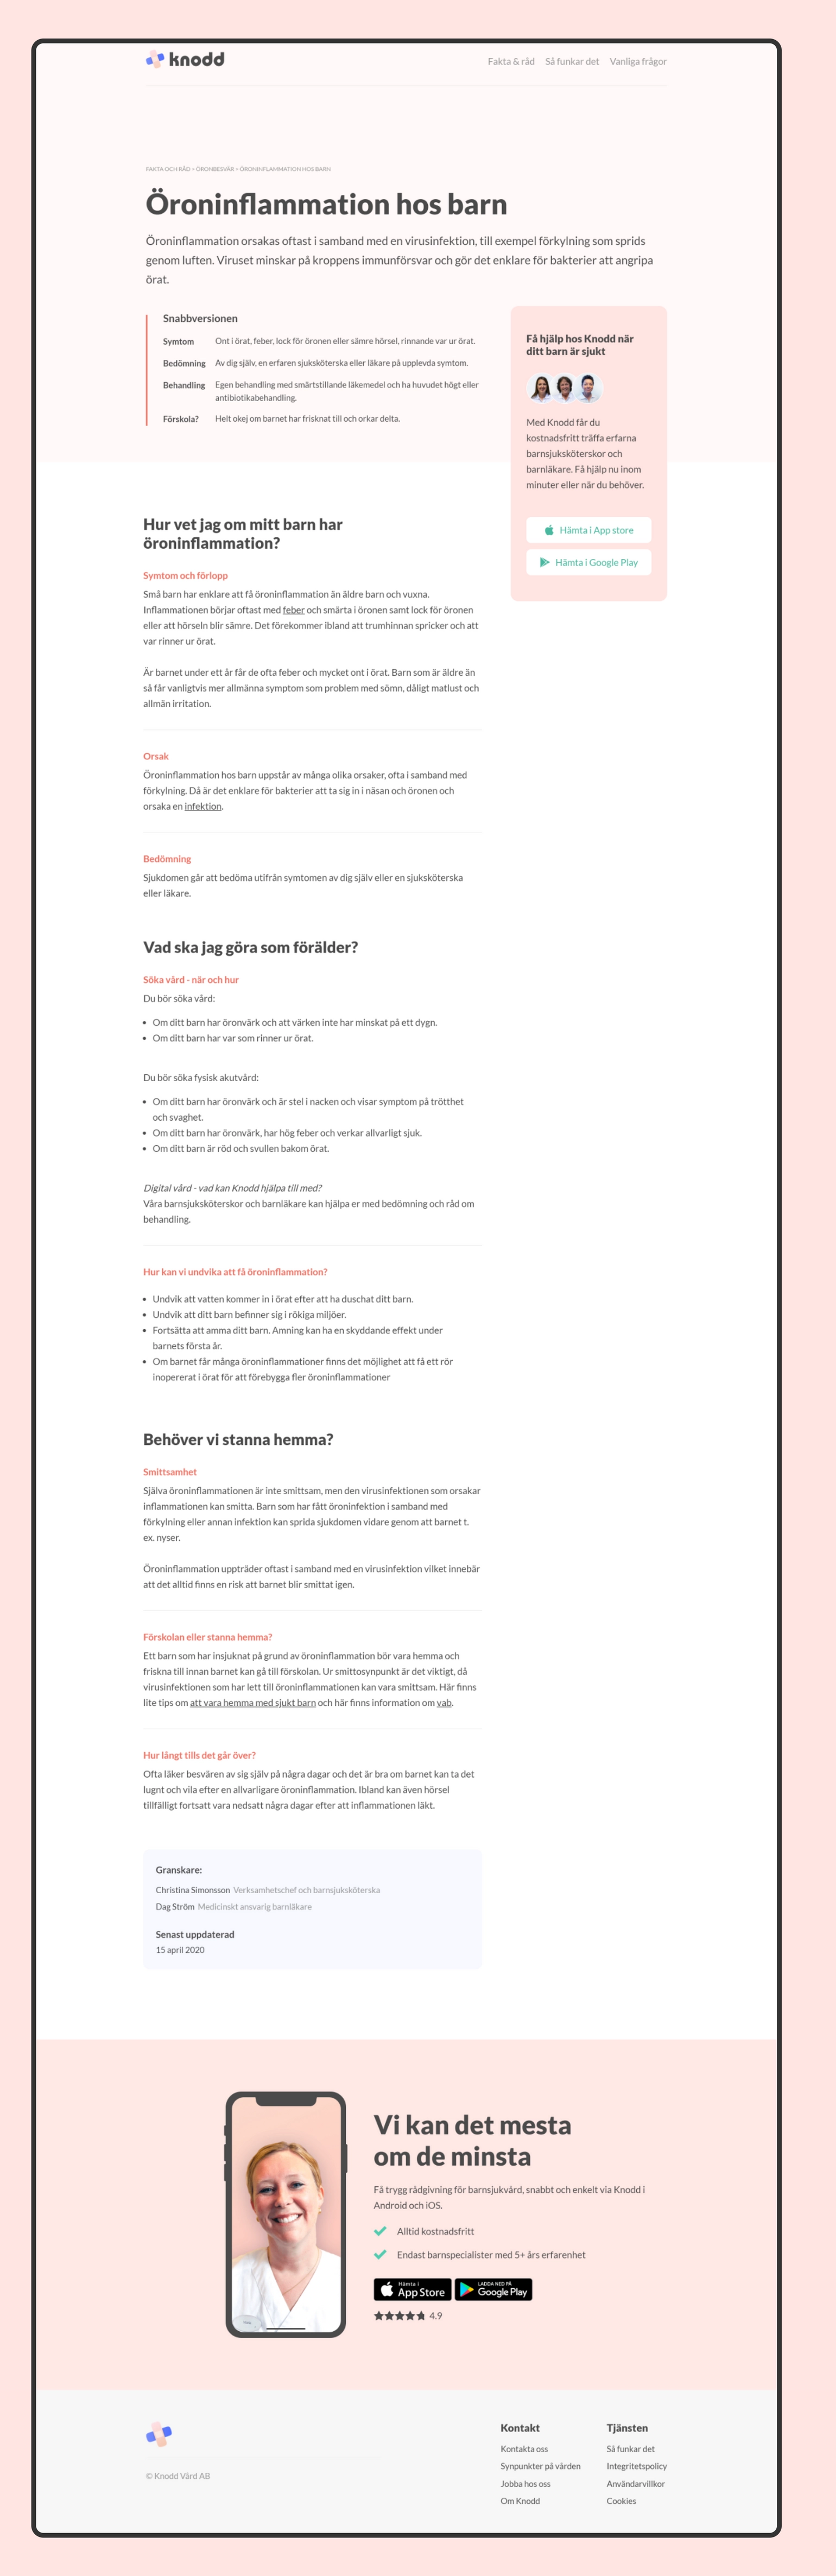 knodd
Fakta & råd Så funkar det Vanliga frågor
FAKTA OCH RÅD > ÖRONBESVÄR > ÖRONINFLAMMATION HOS BARN
Öroninflammation hos barn
Öroninflammation orsakas oftast i samband med en virusinfektion, till exempel förkylning som sprids
genom luften. Viruset minskar på kroppens immunförsvar och gör det enklare för bakterier att angripa
örat.
Snabbversionen
Symtom Ont i örat, feber, lock för öronen eller sämre hörsel, rinnande var ur örat.
Bedömning Av dig själv, en erfaren sjuksköterska eller läkare på upplevda symtom.
Behandling Egen behandling med smärtstillande läkemedel och ha huvudet högt eller
antibiotikabehandling.
Förskola? Helt okej om barnet har frisknat till och orkar delta.
Få hjälp hos Knodd när
ditt barn är sjukt
Med Knodd får du
kostnadsfritt träffa erfarna
barnsjuksköterskor och
barnläkare. Få hjälp nu inom
minuter eller när du behöver.
Hämta i App store
Hämta i Google Play
Hur vet jag om mitt barn har
öroninflammation?
Symtom och förlopp
Små barn har enklare att få öroninflammation än äldre barn och vuxna.
Inflammationen börjar oftast med feber och smärta i öronen samt lock för öronen
eller att hörseln blir sämre. Det förekommer ibland att trumhinnan spricker och att
var rinner ur örat.
Är barnet under ett år får de ofta feber och mycket ont i örat. Barn som är äldre än
så får vanligtvis mer allmänna symptom som problem med sömn, dåligt matlust och
allmän irritation.
Orsak
Öroninflammation hos barn uppstår av många olika orsaker, ofta i samband med
förkylning. Då är det enklare för bakterier att ta sig in i näsan och öronen och
orsaka en infektion.
Bedömning
Sjukdomen går att bedöma utifrån symtomen av dig själv eller en sjuksköterska
eller läkare.
Vad ska jag göra som förälder?
Söka vård - när och hur
Du bör söka vård:
• Om ditt barn har öronvärk och att värken inte har minskat på ett dygn.
• Om ditt barn har var som rinner ur örat.
Du bör söka fysisk akutvård:
• Om ditt barn har öronvärk och är stel i nacken och visar symptom på trötthet
och svaghet.
• Om ditt barn har öronvärk, har hög feber och verkar allvarligt sjuk.
• Om ditt barn är röd och svullen bakom örat.
Digital vård - vad kan Knodd hjälpa till med?
Våra barnsjuksköterskor och barnläkare kan hjälpa er med bedömning och råd om
behandling.
Hur kan vi undvika att få öroninflammation?
• Undvik att vatten kommer in i örat efter att ha duschat ditt barn.
• Undvik att ditt barn befinner sig i rökiga miljöer.
• Fortsätta att amma ditt barn. Amning kan ha en skyddande effekt under
barnets första år.
• Om barnet får många öroninflammationer finns det möjlighet att få ett rör
inopererat i örat för att förebygga fler öroninflammationer
Behöver vi stanna hemma?
Smittsamhet
Själva öroninflammationen är inte smittsam, men den virusinfektionen som orsakar
inflammationen kan smitta. Barn som har fått öroninfektion i samband med
förkylning eller annan infektion kan sprida sjukdomen vidare genom att barnet t.
ex. nyser.
Öroninflammation uppträder oftast i samband med en virusinfektion vilket innebär
att det alltid finns en risk att barnet blir smittat igen.
Förskolan eller stanna hemma?
Ett barn som har insjuknat på grund av öroninflammation bör vara hemma och
friskna till innan barnet kan gå till förskolan. Ur smittosynpunkt är det viktigt, då
virusinfektionen som har lett till öroninflammationen kan vara smittsam. Här finns
lite tips om att vara hemma med sjukt barn och här finns information om vab.
Hur långt tills det går över?
Ofta läker besvären av sig själv på några dagar och det är bra om barnet kan ta det
lugnt och vila efter en allvarligare öroninflammation. Ibland kan även hörsel
tillfälligt fortsatt vara nedsatt några dagar efter att inflammationen läkt.
Granskare:
Christina Simonsson Verksamhetschef och barnsjuksköterska
Dag Ström Medicinskt ansvarig barnläkare
Senast uppdaterad
15 april 2020
Vi kan det mesta
om de minsta
Få trygg rådgivning för barnsjukvård, snabbt och enkelt via Knodd i
Android och iOS.
Alltid kostnadsfritt
Endast barnspecialister med 5+ års erfarenhet
Hämta i
App Store
LADDA NED PÅ
Google Play
4.9
Kontakt
Kontakta oss
Synpunkter på vården
Jobba hos oss
Om Knodd
Tjänsten
Så funkar det
Integritetspolicy
Användarvillkor
Cookies
© Knodd Vård AB